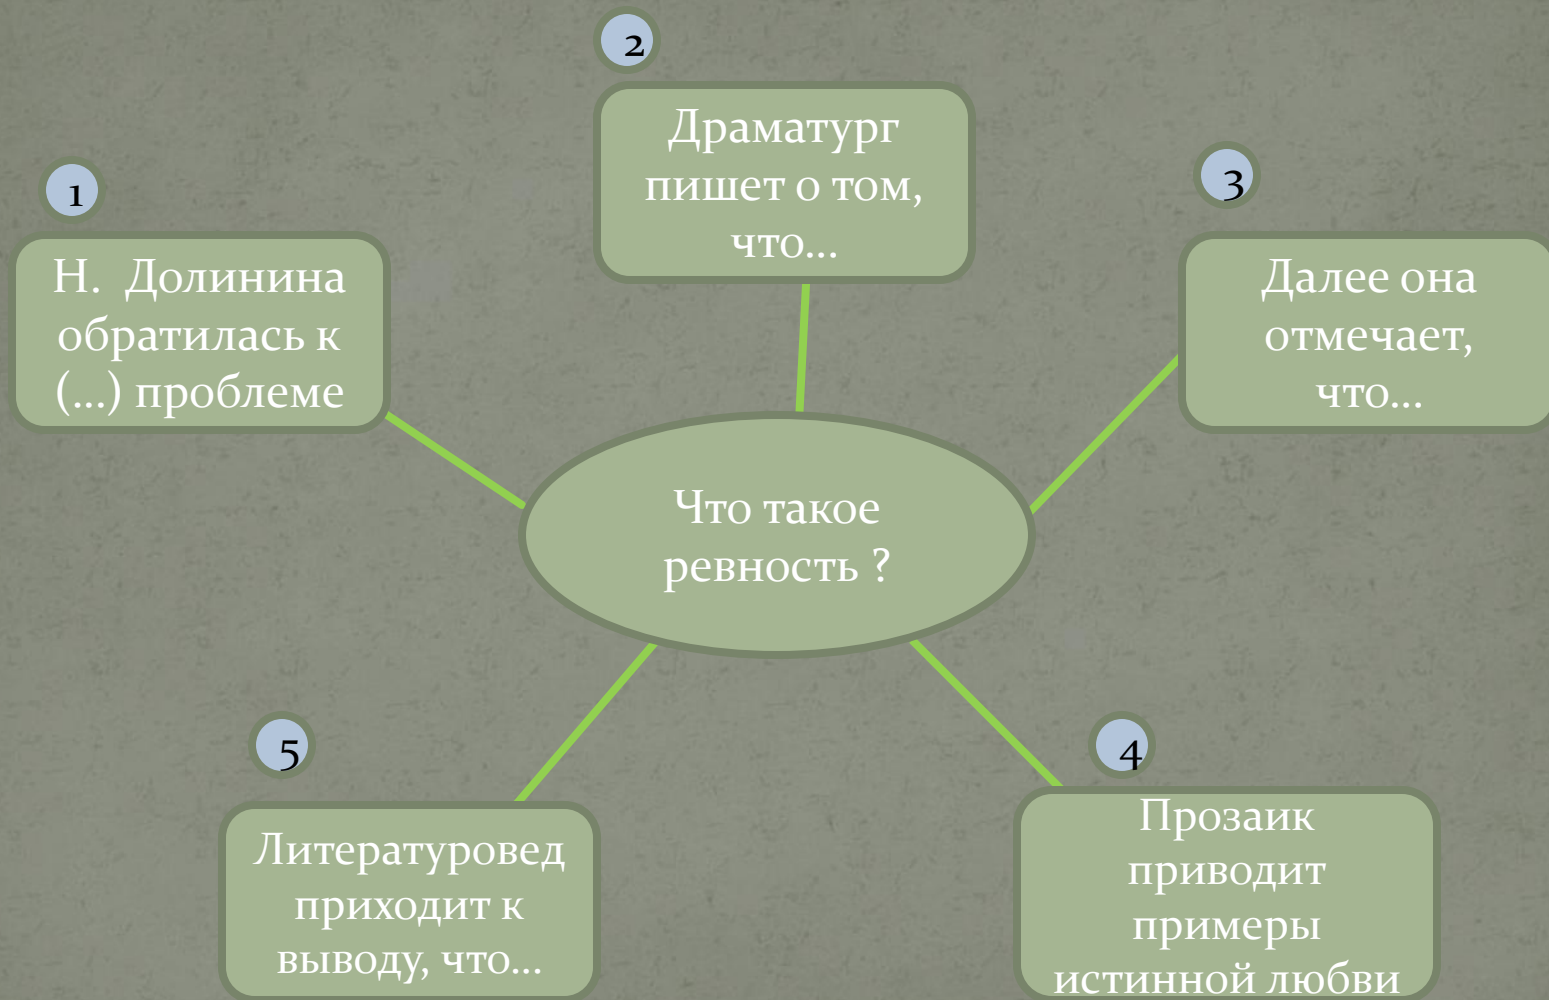 1
Н. Долинина
обратилась к
(...) проблеме
2
Драматург
пишет о том,
что...
3
Далее она
отмечает,
что...
Что такое
ревность ?
4
Прозаик
приводит
примеры
истинной любви
5
Литературовед
приходит к
выводу, что...